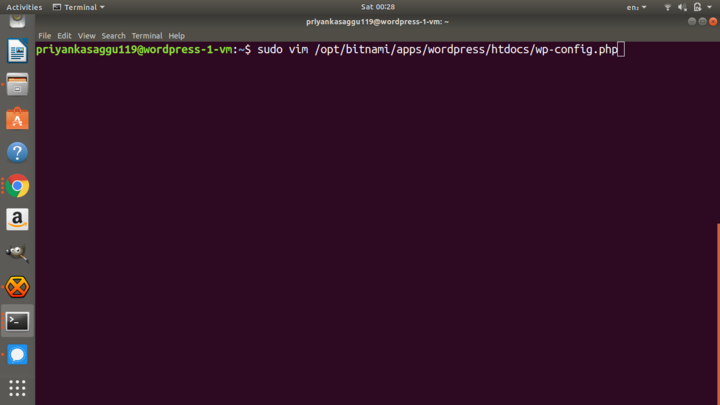 Activities Terminal Sat 00:28 en₁
priyankasaggu119@wordpress-1-vm: ~
File Edit View Search Terminal Help
priyankasaggu119@wordpress-1-vm:~$ sudo vim /opt/bitnami/apps/wordpress/htdocs/wp-config.php